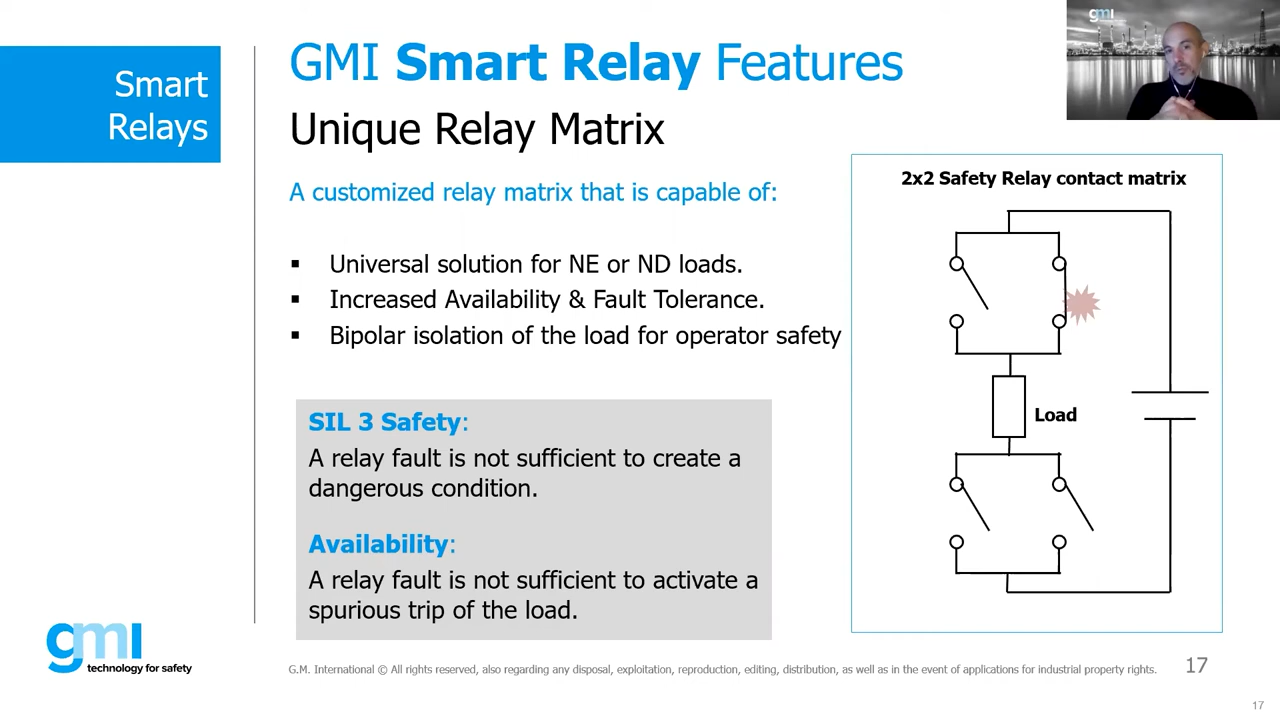 Smart
Relays
GMI Smart Relay Features
Unique Relay Matrix
A customized relay matrix that is capable of:
▪ Universal solution for NE or ND loads.
▪ Increased Availability & Fault Tolerance.
▪ Bipolar isolation of the load for operator safety
SIL 3 Safety:
A relay fault is not sufficient to create a
dangerous condition.
Availability:
A relay fault is not sufficient to activate a
spurious trip of the load.
gmi
2x2 Safety Relay contact matrix
Load
gmi
technology for safety
G.M. International © All rights reserved, also regarding any disposal, exploitation, reproduction, editing, distribution, as well as in the event of applications for industrial property rights.
17
17